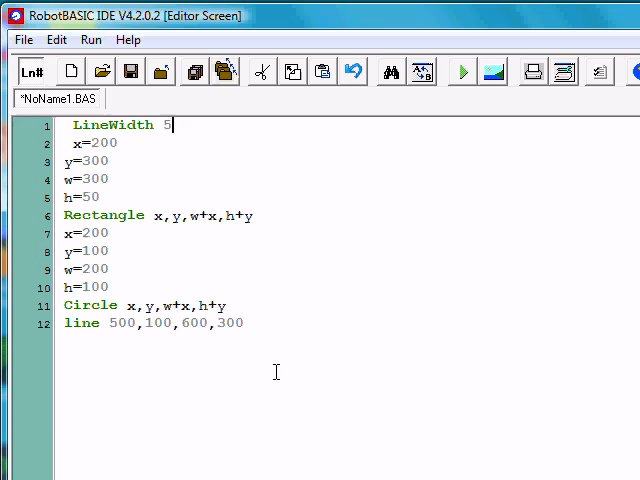 RobotBASIC IDE V4.2.0.2 [Editor Screen]
File Edit Run Help
Ln#
A→B
*NoName1.BAS
1 LineWidth 5
2 x=200
3 y=300
4 w=300
5 h=50
6 Rectangle x,y,w+x,h+y
7 x=200
8 y=100
9 w=200
10 h=100
11 Circle x,y,w+x,h+y
12 line 500,100,600,300